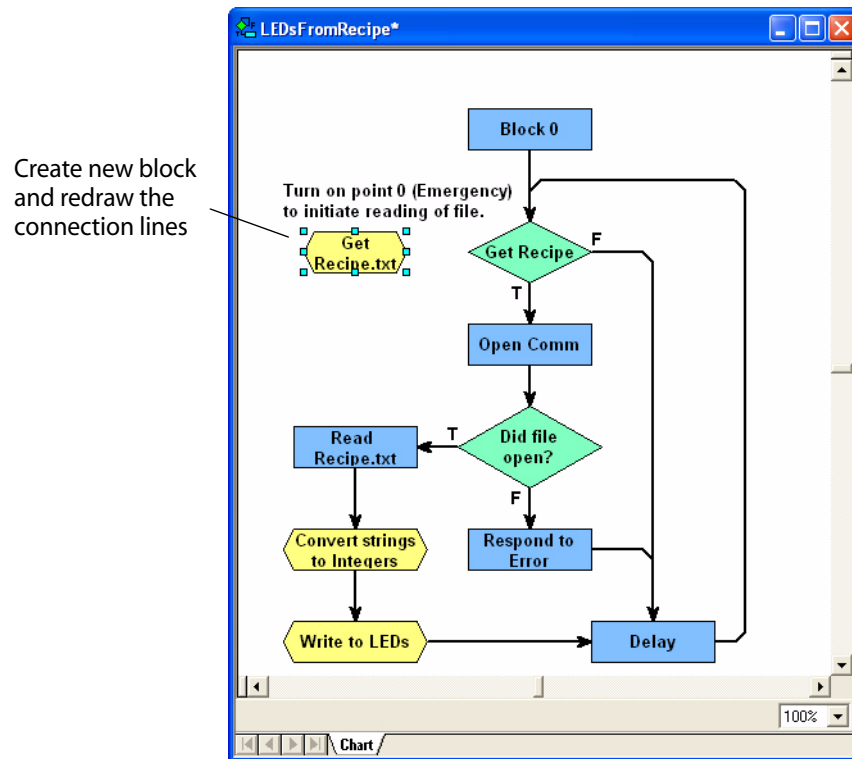 LEDsFromRecipe*
Create new block
and redraw the
connection lines
Block 0
Turn on point 0 (Emergency)
to initiate reading of file.
Get
Recipe.txt
Get Recipe
F
T
Open Comm
Did file
open?
T
Read
Recipe.txt
F
Convert strings
to Integers
Respond to
Error
Write to LEDs
Delay
100%
Chart